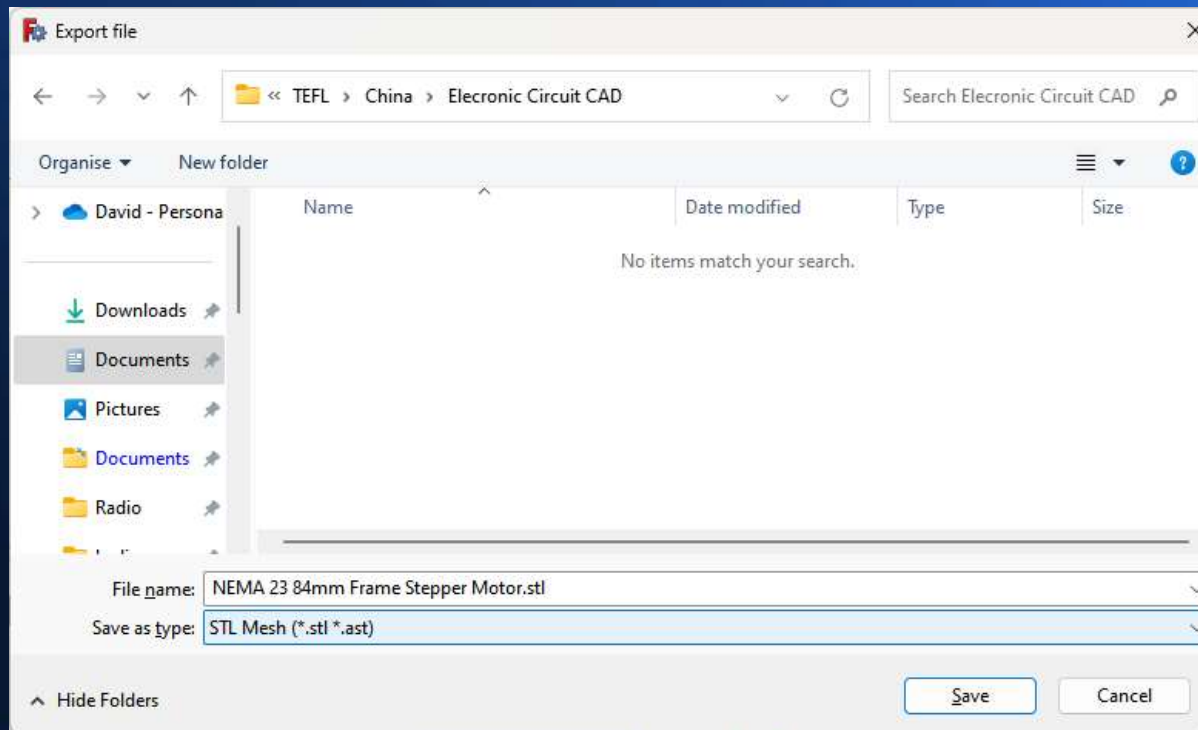 Export file
« TEFL › China › Elecronic Circuit CAD
Search Elecronic Circuit CAD
Organise
New folder
David - Persona
Name
Date modified
Type
Size
No items match your search.
Downloads
Documents
Pictures
Documents
Radio
File name: NEMA 23 84mm Frame Stepper Motor.stl
Save as type: STL Mesh (*.stl *.ast)
Hide Folders
Save
Cancel